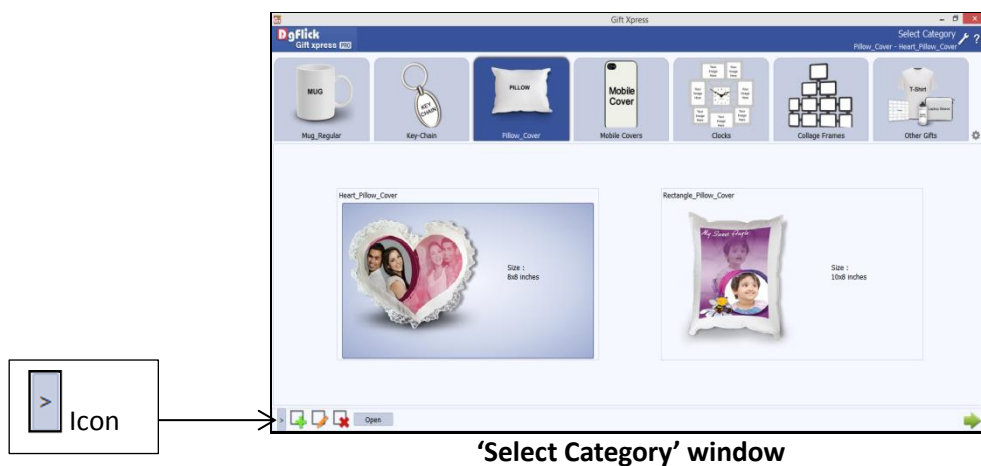 Gift Xpress
DgFlick
Gift xpress PRO
Select Category
Pillow_Cover - Heart_Pillow_Cover
?
MUG
KEY
CHAIN
PILLOW
Mobile
Cover
T-Shirt
Mug_Regular
Key-Chain
Pillow_Cover
Mobile Covers
Clocks
Collage Frames
Other Gifts
Heart_Pillow_Cover
Rectangle_Pillow_Cover
My Sweet Angle
Size :
8x8 inches
Size :
10x8 inches
> Icon
> Open
‘Select Category’ window